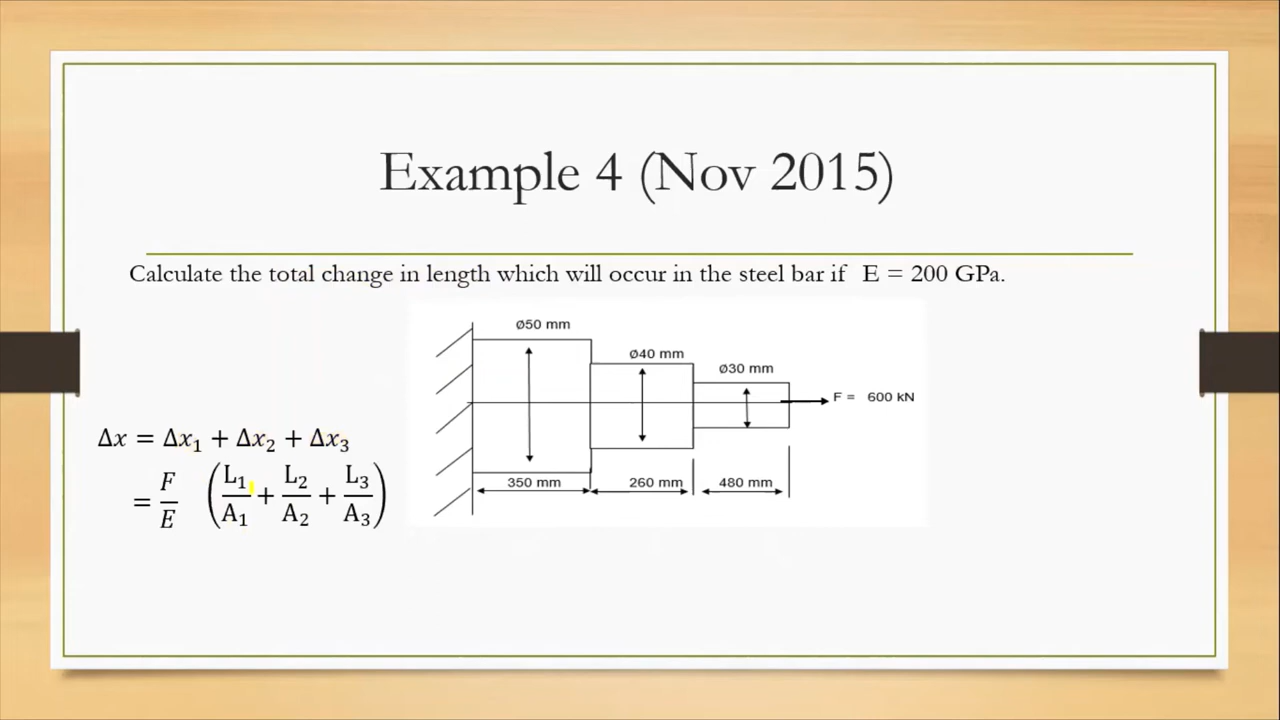 Example 4 (Nov 2015)
Calculate the total change in length which will occur in the steel bar if E = 200 GPa.
Ø50 mm
Ø40 mm
Ø30 mm
F = 600 kN
350 mm
260 mm
480 mm
Δx = Δx₁ + Δx₂ + Δx₃
= F/E (L₁/A₁ + L₂/A₂ + L₃/A₃)